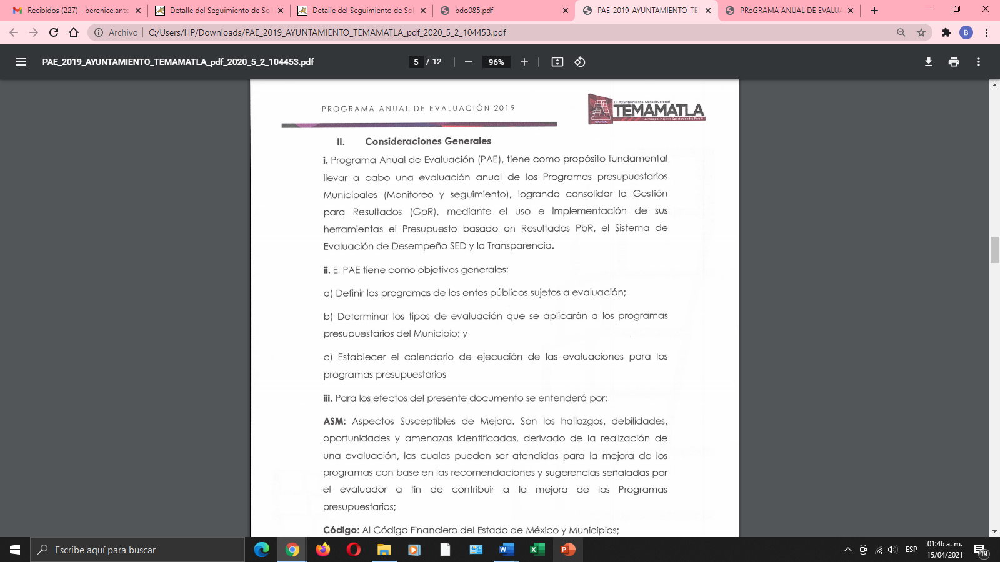 Recibidos (227) - berenice.anto
Detalle del Seguimiento de Sol
Detalle del Seguimiento de Sol
bdo085.pdf
PAE_2019_AYUNTAMIENTO_TE
PRoGRAMA ANUAL DE EVALUA
Archivo
C:/Users/HP/Downloads/PAE_2019_AYUNTAMIENTO_TEMAMATLA_pdf_2020_5_2_104453.pdf
B
PAE_2019_AYUNTAMIENTO_TEMAMATLA_pdf_2020_5_2_104453.pdf
5 / 12
96%
PROGRAMA ANUAL DE EVALUACIÓN 2019
H. Ayuntamiento Constitucional
TEMAMATLA
Juntos por Mejores Oportunidades Para ti
II. Consideraciones Generales
i. Programa Anual de Evaluación (PAE), tiene como propósito fundamental
llevar a cabo una evaluación anual de los Programas presupuestarios
Municipales (Monitoreo y seguimiento), logrando consolidar la Gestión
para Resultados (GpR), mediante el uso e implementación de sus
herramientas el Presupuesto basado en Resultados PbR, el Sistema de
Evaluación de Desempeño SED y la Transparencia.
ii. El PAE tiene como objetivos generales:
a) Definir los programas de los entes públicos sujetos a evaluación;
b) Determinar los tipos de evaluación que se aplicarán a los programas
presupuestarios del Municipio; y
c) Establecer el calendario de ejecución de las evaluaciones para los
programas presupuestarios
iii. Para los efectos del presente documento se entenderá por:
ASM: Aspectos Susceptibles de Mejora. Son los hallazgos, debilidades,
oportunidades y amenazas identificadas, derivado de la realización de
una evaluación, las cuales pueden ser atendidas para la mejora de los
programas con base en las recomendaciones y sugerencias señaladas por
el evaluador a fin de contribuir a la mejora de los Programas
presupuestarios;
Código: Al Código Financiero del Estado de México y Municipios;
Escribe aquí para buscar
ESP
01:46 a. m.
15/04/2021
19